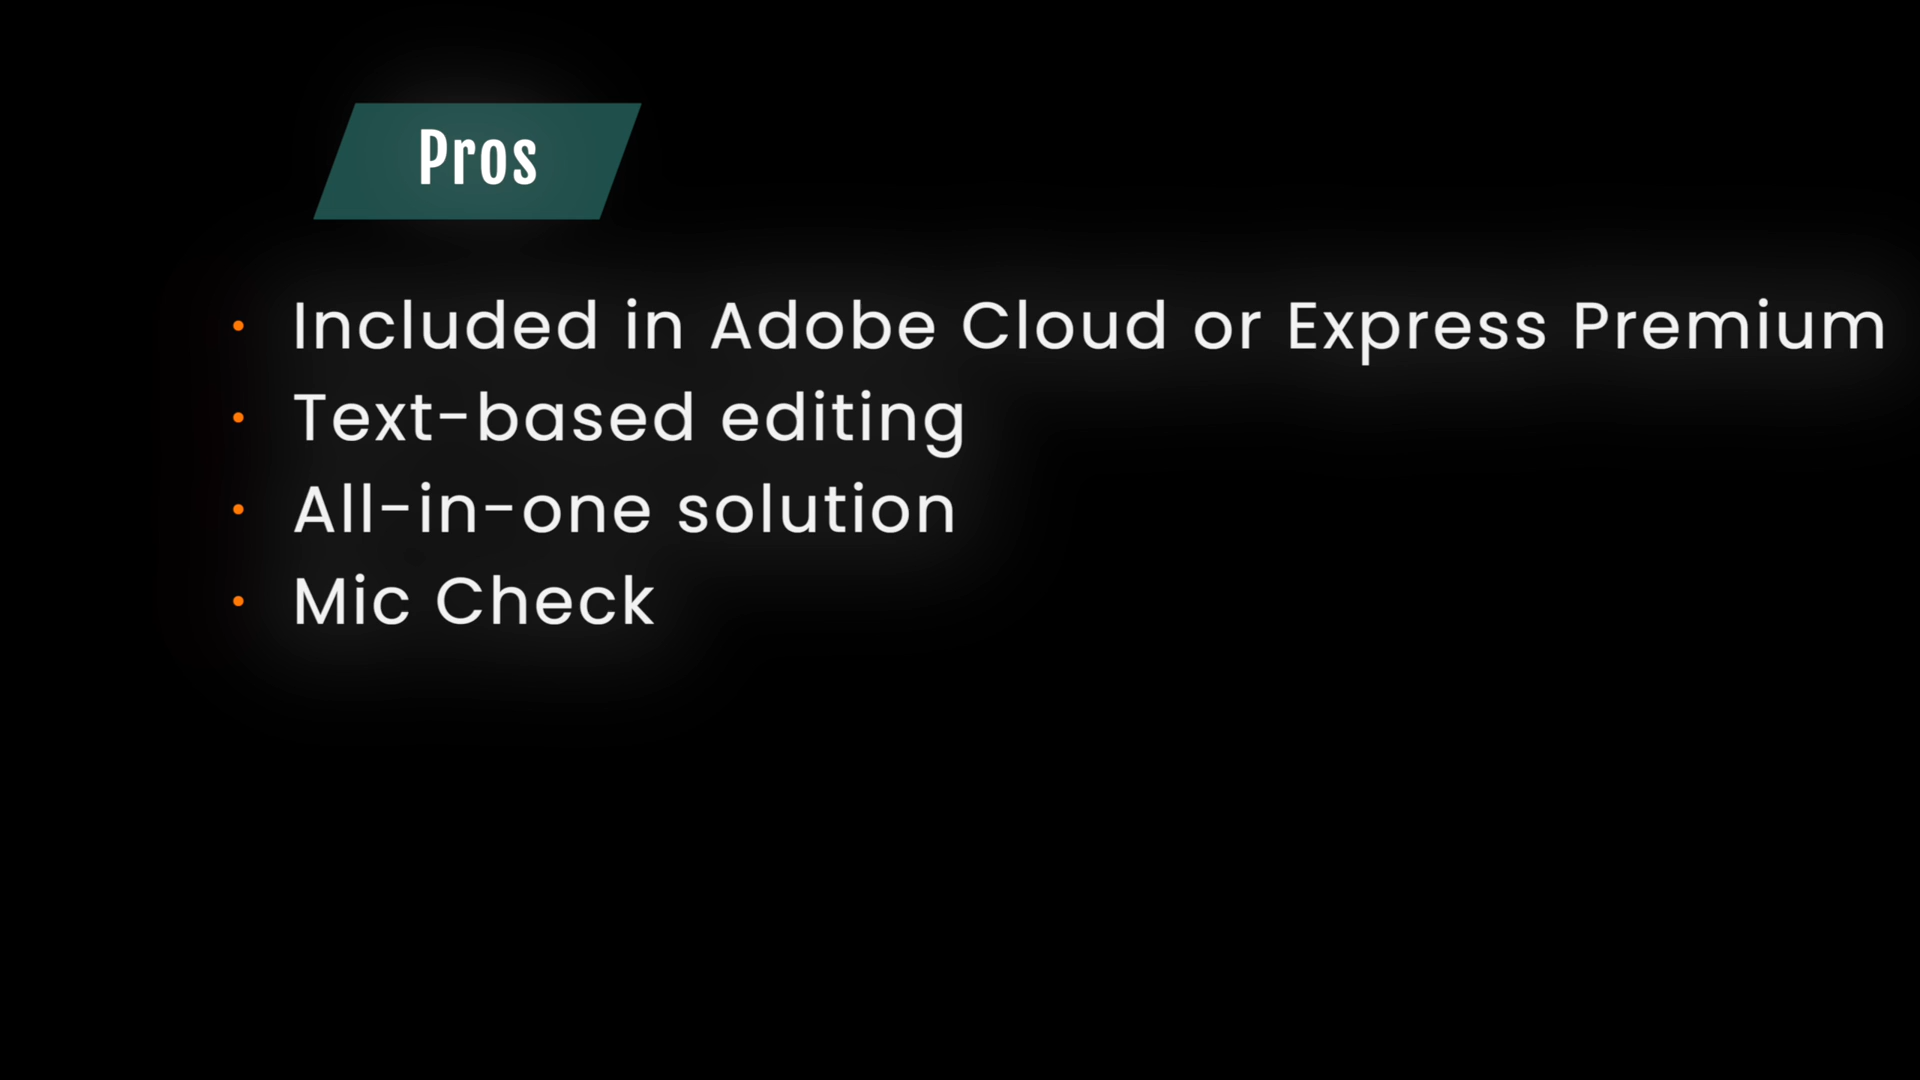 Pros
• Included in Adobe Cloud or Express Premium
• Text-based editing
• All-in-one solution
• Mic Check